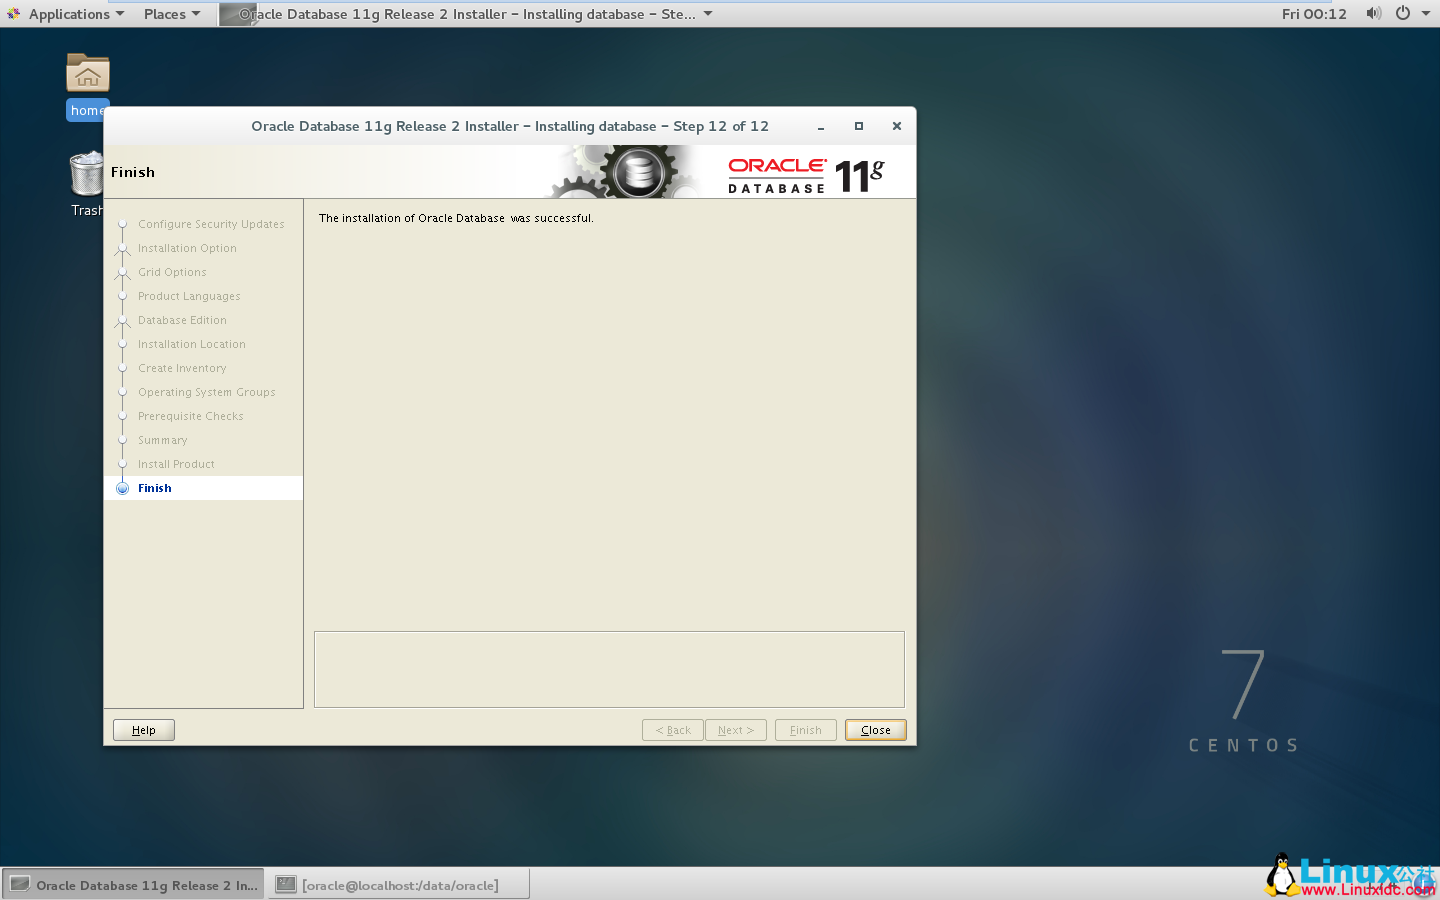 Applications
Places
Oracle Database 11g Release 2 Installer – Installing database – Ste...
Fri 00:12
home
Trash
Oracle Database 11g Release 2 Installer – Installing database – Step 12 of 12
Finish
ORACLE
DATABASE
11g
Configure Security Updates
Installation Option
Grid Options
Product Languages
Database Edition
Installation Location
Create Inventory
Operating System Groups
Prerequisite Checks
Summary
Install Product
Finish
The installation of Oracle Database was successful.
Help
< Back
Next >
Finish
Close
7
CENTOS
Oracle Database 11g Release 2 In...
[oracle@localhost:/data/oracle]
Linux公社
www.Linuxidc.com